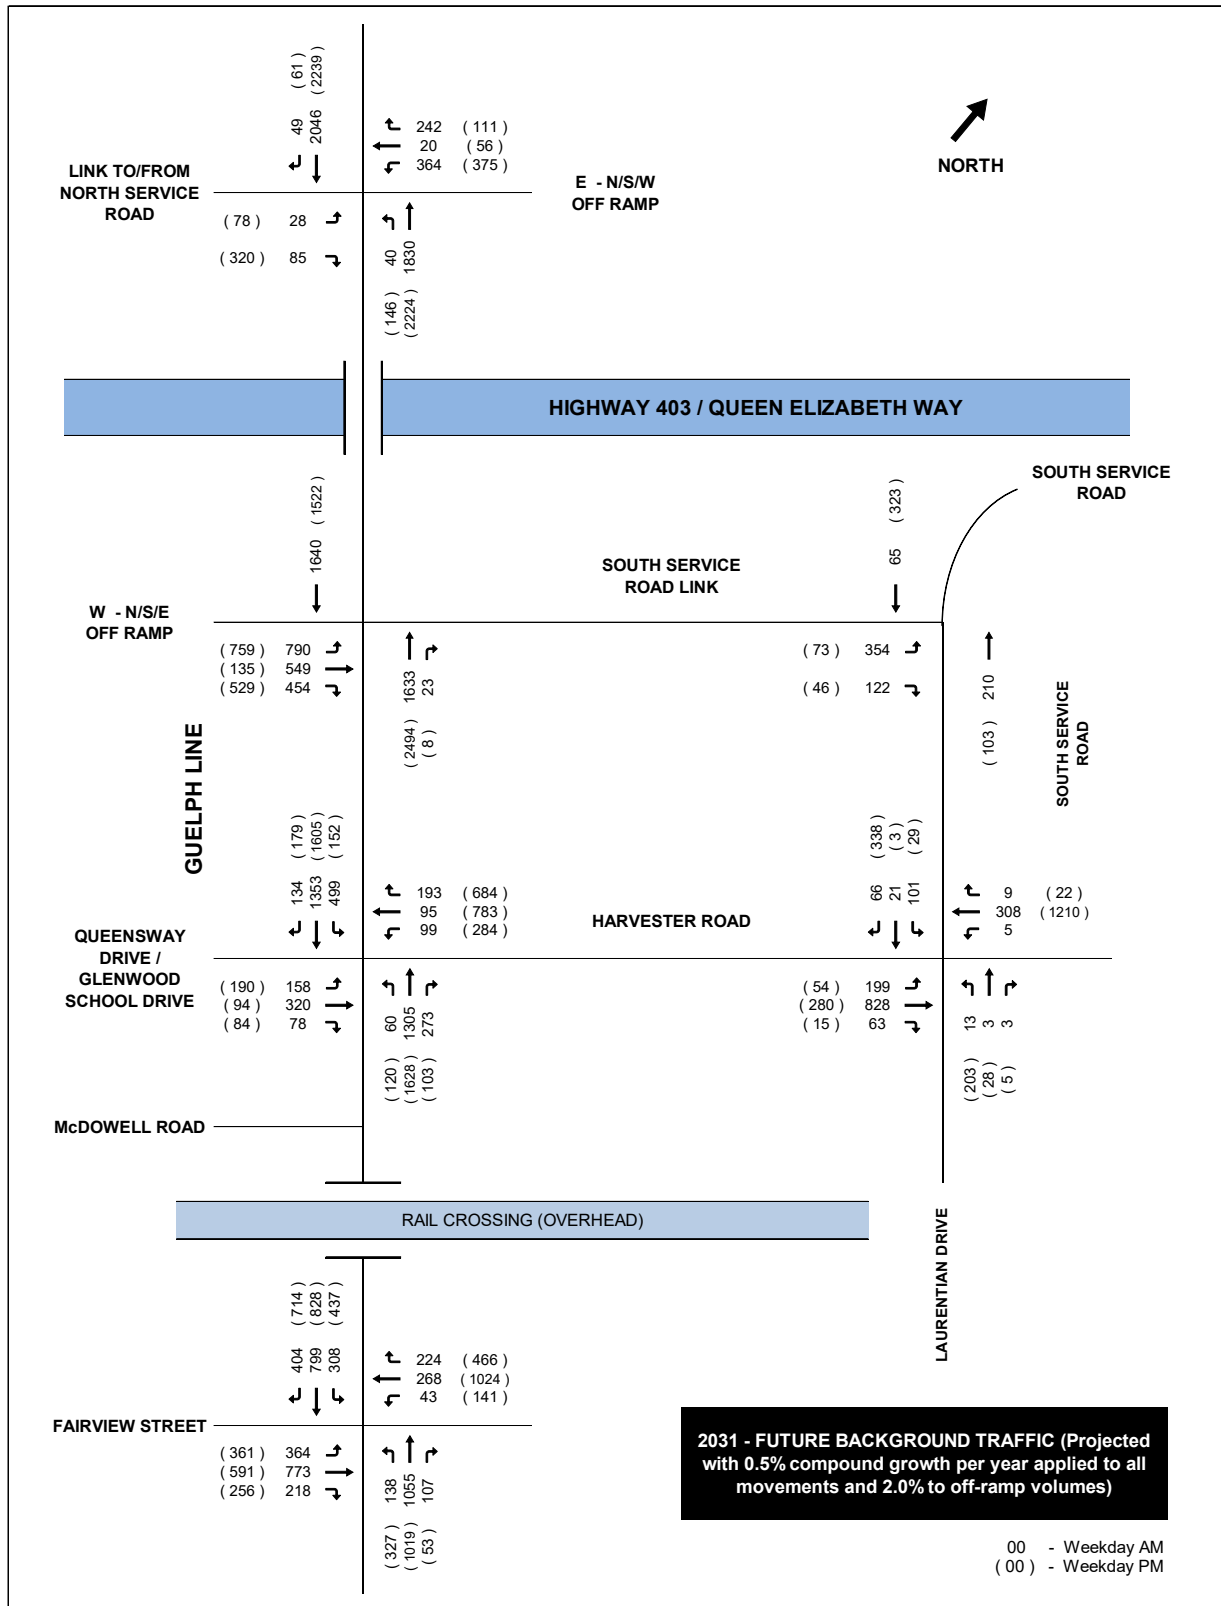 ( 61 )
( 2239 )
49
2046
242 ( 111 )
20 ( 56 )
364 ( 375 )
NORTH
LINK TO/FROM
NORTH SERVICE
ROAD
E - N/S/W
OFF RAMP
( 78 ) 28
( 320 ) 85
40
1830
( 146 )
( 2224 )
HIGHWAY 403 / QUEEN ELIZABETH WAY
SOUTH SERVICE
ROAD
1640 ( 1522 )
65 ( 323 )
SOUTH SERVICE
ROAD LINK
W - N/S/E
OFF RAMP
( 759 ) 790
( 135 ) 549
( 529 ) 454
1633
23
( 2494 )
( 8 )
( 73 ) 354
( 46 ) 122
( 103 ) 210
SOUTH SERVICE
ROAD
GUELPH LINE
( 179 )
( 1605 )
( 152 )
134
1353
499
193 ( 684 )
95 ( 783 )
99 ( 284 )
HARVESTER ROAD
( 338 )
( 3 )
( 29 )
66
21
101
9 ( 22 )
308 ( 1210 )
5
QUEENSWAY
DRIVE /
GLENWOOD
SCHOOL DRIVE
( 190 ) 158
( 94 ) 320
( 84 ) 78
60
1305
273
( 120 )
( 1628 )
( 103 )
( 54 ) 199
( 280 ) 828
( 15 ) 63
13
3
3
( 203 )
( 28 )
( 5 )
McDOWELL ROAD
RAIL CROSSING (OVERHEAD)
LAURENTIAN DRIVE
( 714 )
( 828 )
( 437 )
404
799
308
224 ( 466 )
268 ( 1024 )
43 ( 141 )
FAIRVIEW STREET
( 361 ) 364
( 591 ) 773
( 256 ) 218
138
1055
107
( 327 )
( 1019 )
( 53 )
2031 - FUTURE BACKGROUND TRAFFIC (Projected
with 0.5% compound growth per year applied to all
movements and 2.0% to off-ramp volumes)
00 - Weekday AM
( 00 ) - Weekday PM